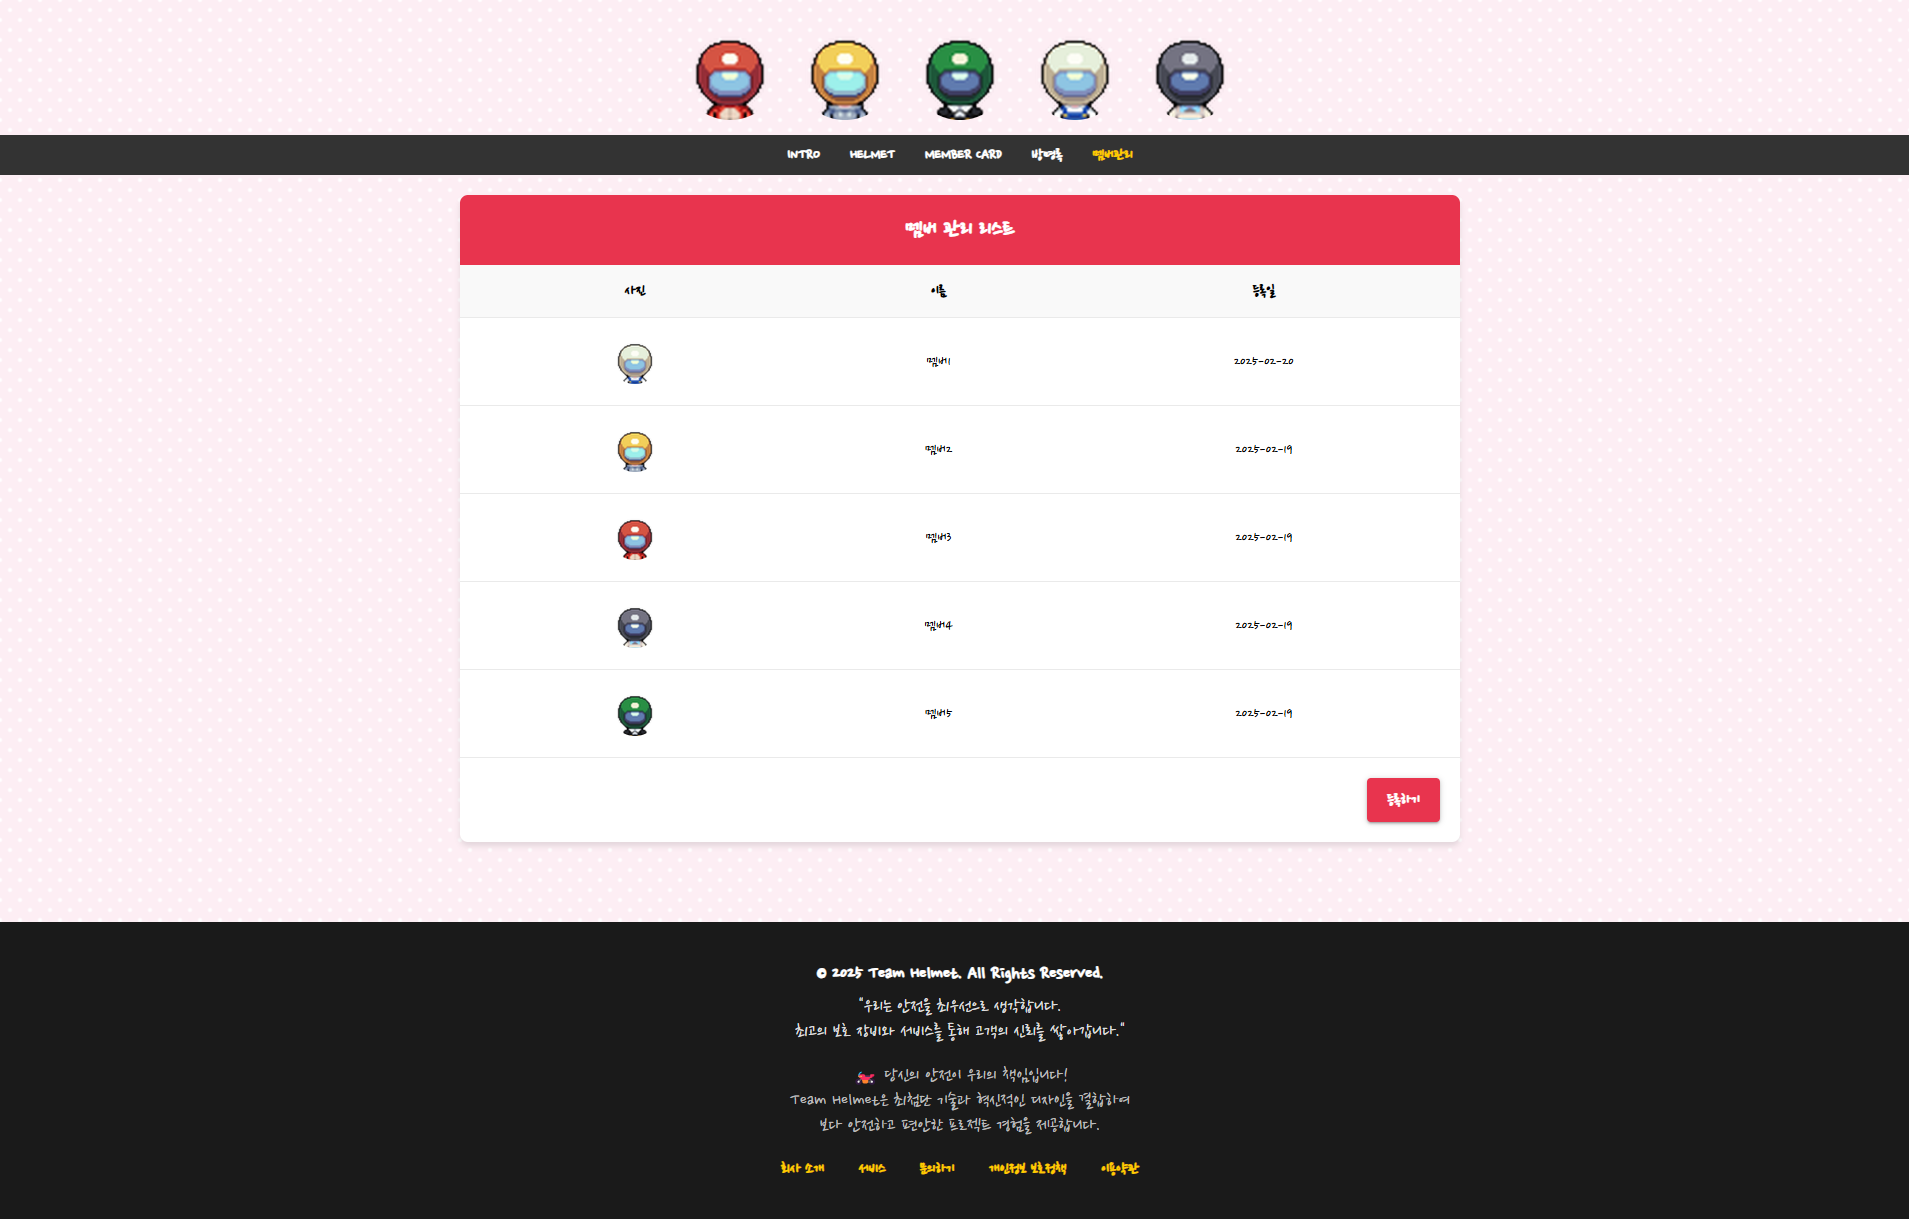 INTRO HELMET MEMBER CARD 방명록 멤버관리
멤버 관리 리스트
사진 이름 등록일
멤버1 2025-02-20
멤버2 2025-02-19
멤버3 2025-02-19
멤버4 2025-02-19
멤버5 2025-02-19
등록하기
© 2025 Team Helmet. All Rights Reserved.
"우리는 안전을 최우선으로 생각합니다.
최고의 보호 장비와 서비스를 통해 고객의 신뢰를 쌓아갑니다."
당신의 안전이 우리의 책임입니다!
Team Helmet은 최첨단 기술과 혁신적인 디자인을 결합하여
보다 안전하고 편안한 프로젝트 경험을 제공합니다.
회사 소개 서비스 문의하기 개인정보 보호정책 이용약관